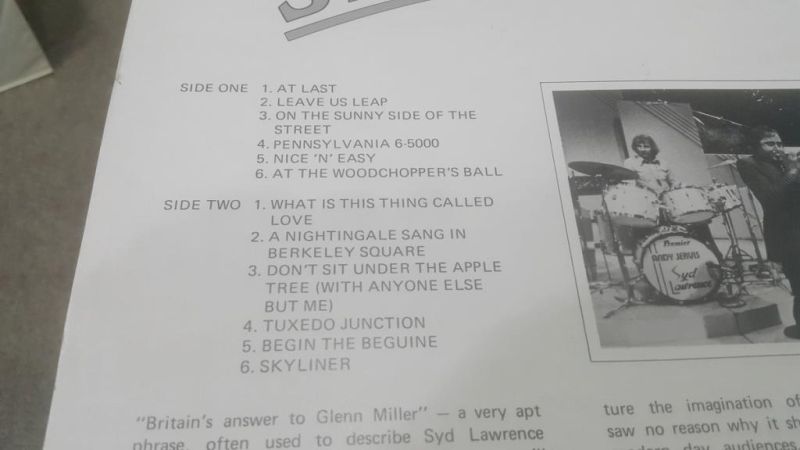 SIDE ONE 1. AT LAST
2. LEAVE US LEAP
3. ON THE SUNNY SIDE OF THE
STREET
4. PENNSYLVANIA 6-5000
5. NICE 'N' EASY
6. AT THE WOODCHOPPER'S BALL
SIDE TWO 1. WHAT IS THIS THING CALLED
LOVE
2. A NIGHTINGALE SANG IN
BERKELEY SQUARE
3. DON'T SIT UNDER THE APPLE
TREE (WITH ANYONE ELSE
BUT ME)
4. TUXEDO JUNCTION
5. BEGIN THE BEGUINE
6. SKYLINER
Premier
ANDY JERVIS
Syd
Lawrence
"Britain's answer to Glenn Miller" — a very apt
phrase, often used to describe Syd Lawrence
ture the imagination of
saw no reason why it
day audiences